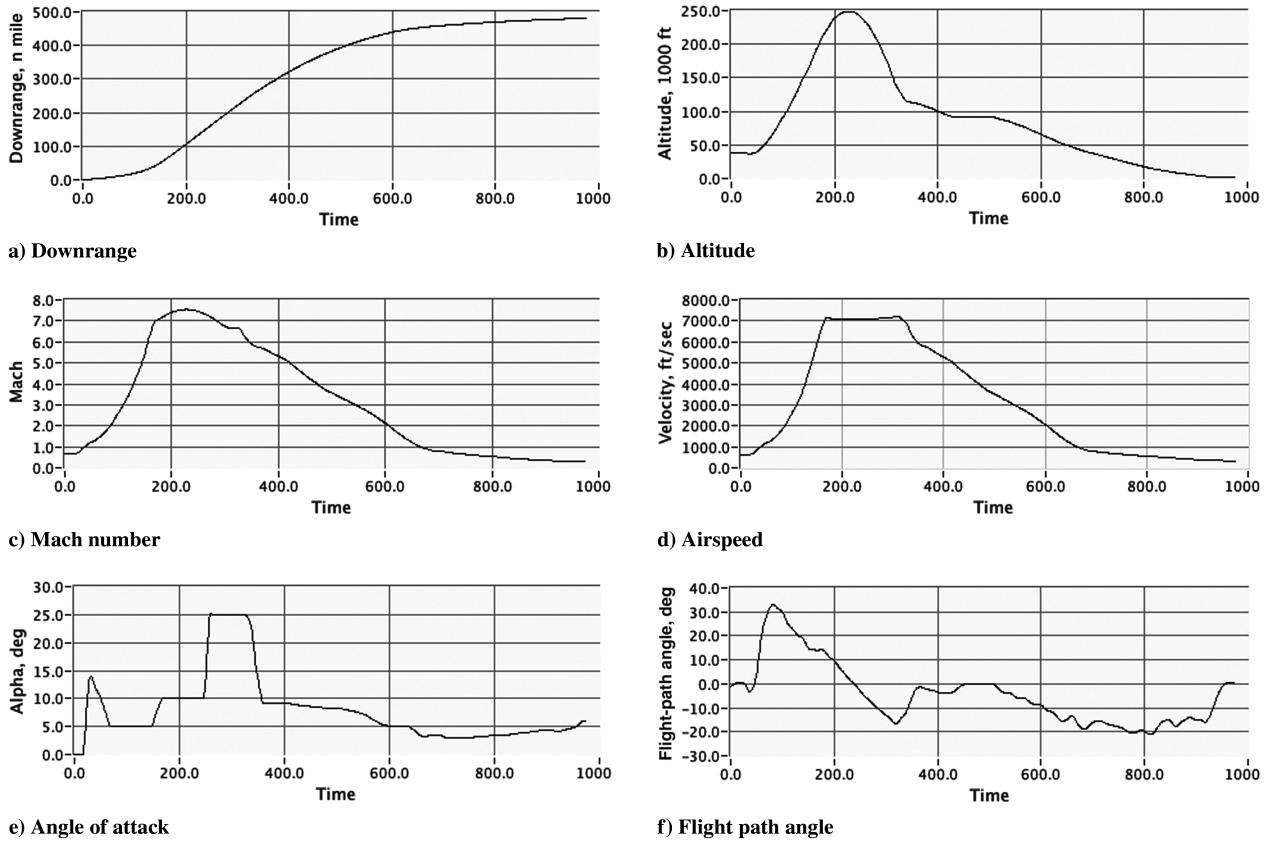 Downrange, n mile
500.0
400.0
300.0
200.0
100.0
0.0
0.0 200.0 400.0 600.0 800.0 1000
Time
a) Downrange
Altitude, 1000 ft
250.0
200.0
150.0
100.0
50.0
0.0
0.0 200.0 400.0 600.0 800.0 1000
Time
b) Altitude
Mach
8.0
7.0
6.0
5.0
4.0
3.0
2.0
1.0
0.0
0.0 200.0 400.0 600.0 800.0 1000
Time
c) Mach number
Velocity, ft/sec
8000.0
7000.0
6000.0
5000.0
4000.0
3000.0
2000.0
1000.0
0.0
0.0 200.0 400.0 600.0 800.0 1000
Time
d) Airspeed
Alpha, deg
30.0
25.0
20.0
15.0
10.0
5.0
0.0
0.0 200.0 400.0 600.0 800.0 1000
Time
e) Angle of attack
Flight-path angle, deg
40.0
30.0
20.0
10.0
0.0
-10.0
-20.0
-30.0
0.0 200.0 400.0 600.0 800.0 1000
Time
f) Flight path angle